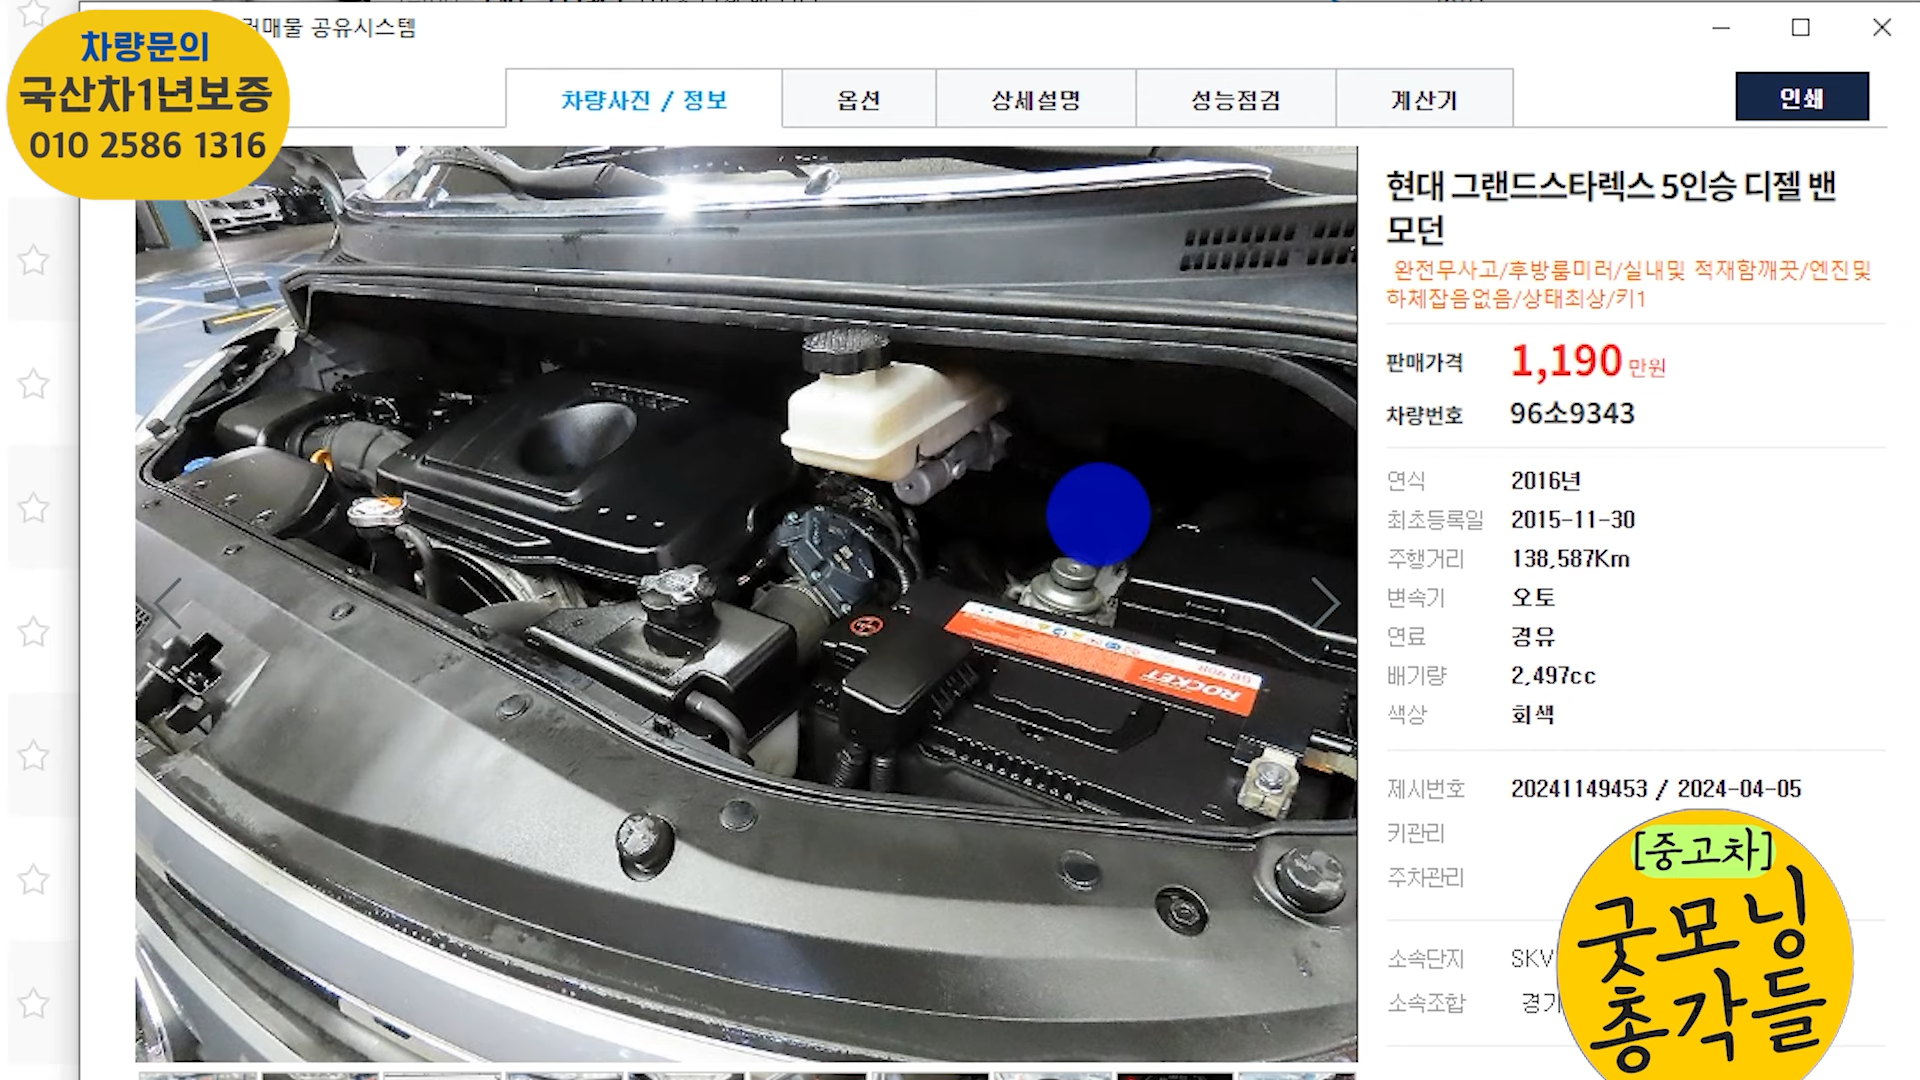 차량문의
국산차1년보증
010 2586 1316
매물 공유시스템
차량사진 / 정보
옵션
상세설명
성능점검
계산기
인쇄
현대 그랜드스타렉스 5인승 디젤 밴
모던
완전무사고/후방룸미러/실내및 적재함깨끗/엔진및
하체잡음없음/상태최상/키1
판매가격 1,190 만원
차량번호 96소9343
연식 2016년
최초등록일 2015-11-30
주행거리 138,587Km
변속기 오토
연료 경유
배기량 2,497cc
색상 회색
제시번호 20241149453 / 2024-04-05
키관리
주차관리
소속단지 SKV
소속조합 경기
ROCKET
[중고차]
굿모닝
총각들